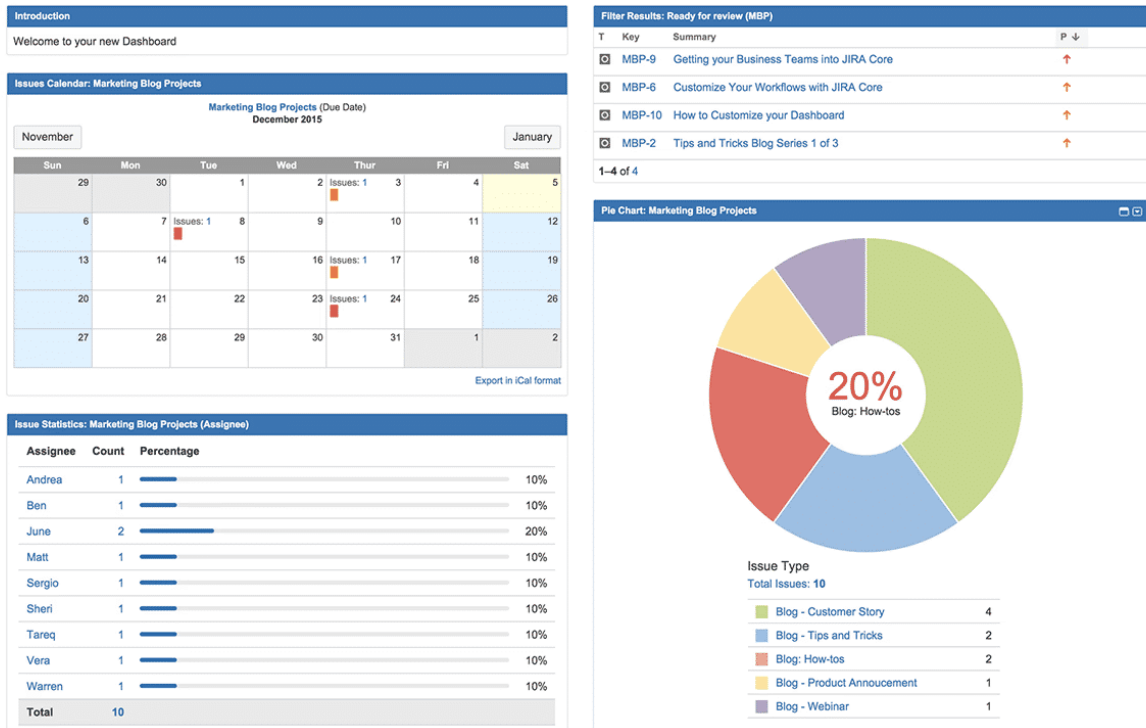 Introduction
Welcome to your new Dashboard
Issues Calendar: Marketing Blog Projects
Marketing Blog Projects (Due Date)
December 2015
November
January
Sun Mon Tue Wed Thur Fri Sat
29 30 1 2 Issues: 1 3 4 5
6 7 Issues: 1 8 9 10 11 12
13 14 15 16 Issues: 1 17 18 19
20 21 22 23 Issues: 1 24 25 26
27 28 29 30 31 1 2
Export in iCal format
Issue Statistics: Marketing Blog Projects (Assignee)
Assignee Count Percentage
Andrea 1 10%
Ben 1 10%
June 2 20%
Matt 1 10%
Sergio 1 10%
Sheri 1 10%
Tareq 1 10%
Vera 1 10%
Warren 1 10%
Total 10
Filter Results: Ready for review (MBP)
T Key Summary P ↓
MBP-9 Getting your Business Teams into JIRA Core
MBP-6 Customize Your Workflows with JIRA Core
MBP-10 How to Customize your Dashboard
MBP-2 Tips and Tricks Blog Series 1 of 3
1–4 of 4
Pie Chart: Marketing Blog Projects
20%
Blog: How-tos
Issue Type
Total Issues: 10
Blog - Customer Story 4
Blog - Tips and Tricks 2
Blog: How-tos 2
Blog - Product Annoucement 1
Blog - Webinar 1